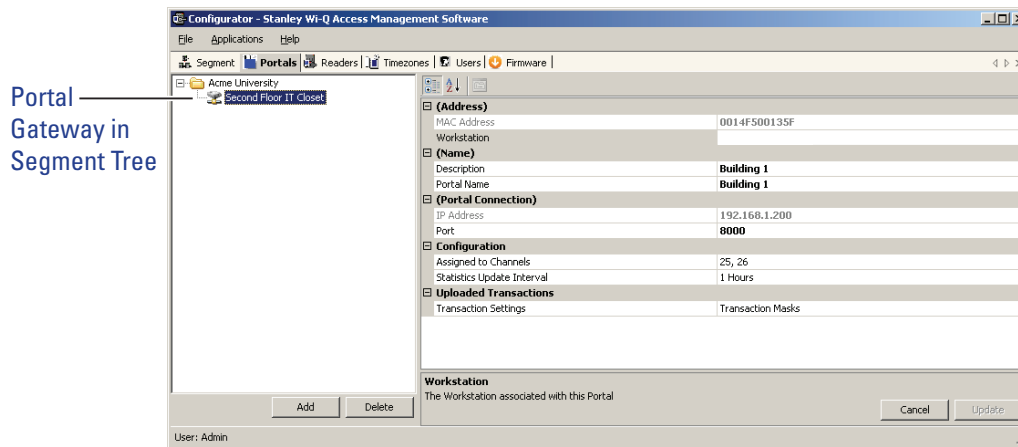 Configurator - Stanley Wi-Q Access Management Software
File Applications Help
Segment Portals Readers Timezones Users Firmware
Portal
Gateway in
Segment Tree
Acme University
Second Floor IT Closet
(Address)
MAC Address 0014F500135F
Workstation
(Name)
Description Building 1
Portal Name Building 1
(Portal Connection)
IP Address 192.168.1.200
Port 8000
Configuration
Assigned to Channels 25, 26
Statistics Update Interval 1 Hours
Uploaded Transactions
Transaction Settings Transaction Masks
Workstation
The Workstation associated with this Portal
Add Delete
Cancel Update
User: Admin